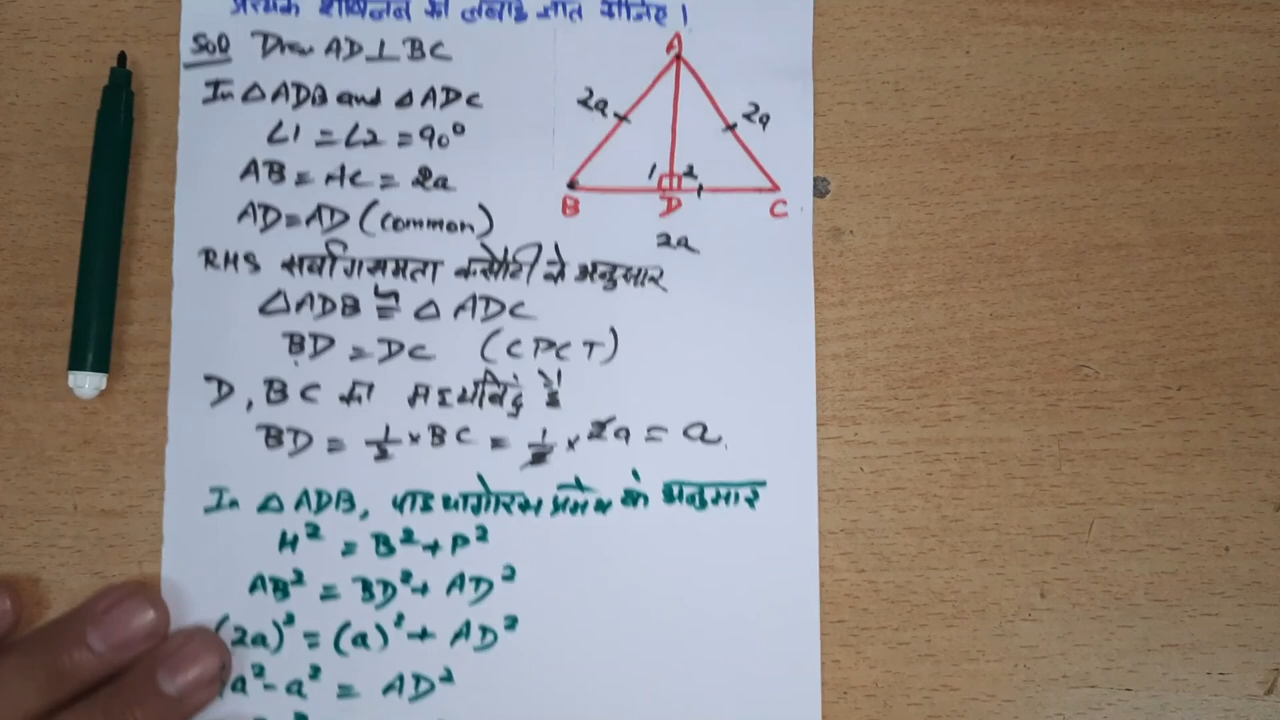 प्रत्येक शीर्षलंब की लंबाई ज्ञात कीजिए।
Solⁿ Draw AD⊥BC
In △ADB and △ADC
∠1=∠2=90°
AB=AC=2a
AD=AD (common)
RHS सर्वांगसमता कसौटी के अनुसार
△ADB≅△ADC
BD=DC (CPCT)
D, BC का मध्यबिंदु है
BD = 1/2 × BC = 1/2 × 2a = a.
In △ADB, पाइथागोरस प्रमेय के अनुसार
H² = B²+P²
AB² = BD²+AD²
(2a)² = (a)²+AD²
a²-a² = AD²
A
2a
2a
1
2
B
D
C
2a